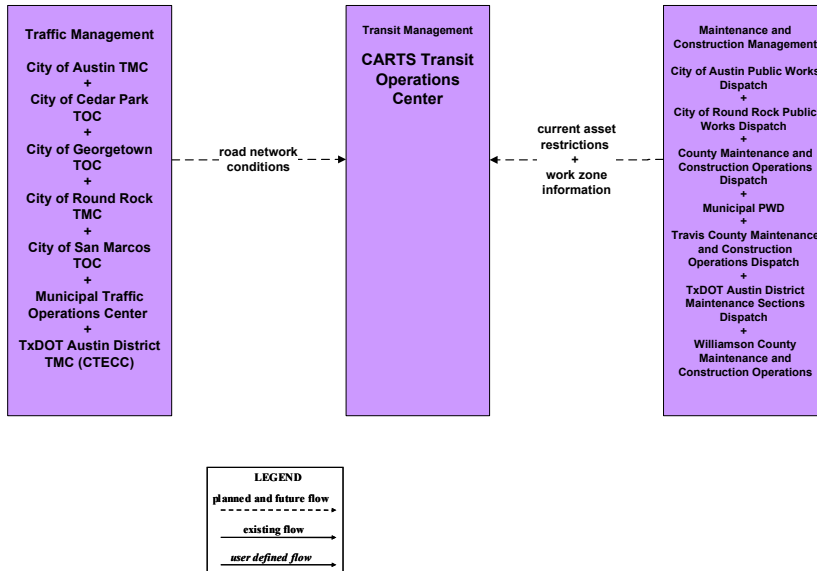 Traffic Management
City of Austin TMC
+
City of Cedar Park
TOC
+
City of Georgetown
TOC
+
City of Round Rock
TMC
+
City of San Marcos
TOC
+
Municipal Traffic
Operations Center
+
TxDOT Austin District
TMC (CTECC)
road network
conditions
Transit Management
CARTS Transit
Operations
Center
current asset
restrictions
+
work zone
information
Maintenance and
Construction Management
City of Austin Public Works
Dispatch
+
City of Round Rock Public
Works Dispatch
+
County Maintenance and
Construction Operations
Dispatch
+
Municipal PWD
+
Travis County Maintenance
and Construction
Operations Dispatch
+
TxDOT Austin District
Maintenance Sections
Dispatch
+
Williamson County
Maintenance and
Construction Operations
LEGEND
planned and future flow
existing flow
user defined flow